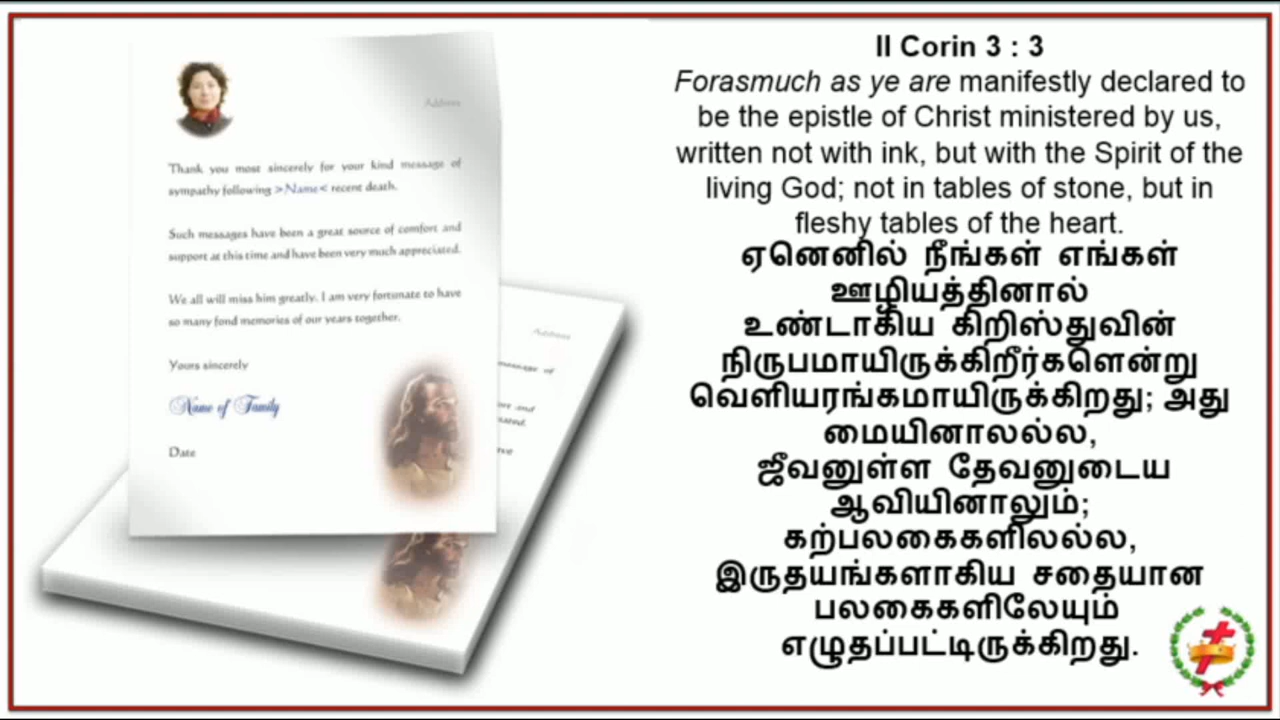 Address
Thank you most sincerely for your kind message of
sympathy following >Name< recent death.
Such messages have been a great source of comfort and
support at this time and have been very much appreciated.
We all will miss him greatly. I am very fortunate to have
so many fond memories of our years together.
Yours sincerely
Name of Family
Date
Address
message of
and
ve
II Corin 3 : 3
Forasmuch as ye are manifestly declared to
be the epistle of Christ ministered by us,
written not with ink, but with the Spirit of the
living God; not in tables of stone, but in
fleshy tables of the heart.
ஏனெனில் நீங்கள் எங்கள்
ஊழியத்தினால்
உண்டாகிய கிறிஸ்துவின்
நிருபமாயிருக்கிறீர்களென்று
வெளியரங்கமாயிருக்கிறது; அது
மையினாலல்ல,
ஜீவனுள்ள தேவனுடைய
ஆவியினாலும்;
கற்பலகைகளிலல்ல,
இருதயங்களாகிய சதையான
பலகைகளிலேயும்
எழுதப்பட்டிருக்கிறது.